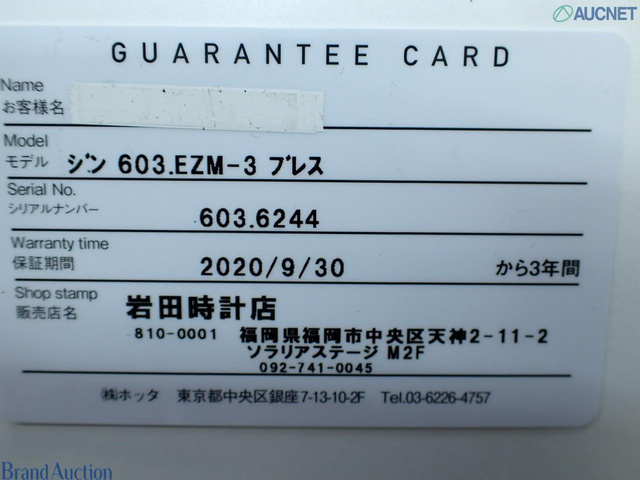 AUCNET
GUARANTEE CARD
Name
お客様名
Model
モデル ジン 603.EZM-3 ブレス
Serial No.
シリアルナンバー 603.6244
Warranty time
保証期間 2020/9/30 から3年間
Shop stamp
販売店名 岩田時計店
810-0001 福岡県福岡市中央区天神2-11-2
ソラリアステージ M2F
092-741-0045
㈱ホッタ 東京都中央区銀座7-13-10-2F Tel.03-6226-4757
Brand Auction